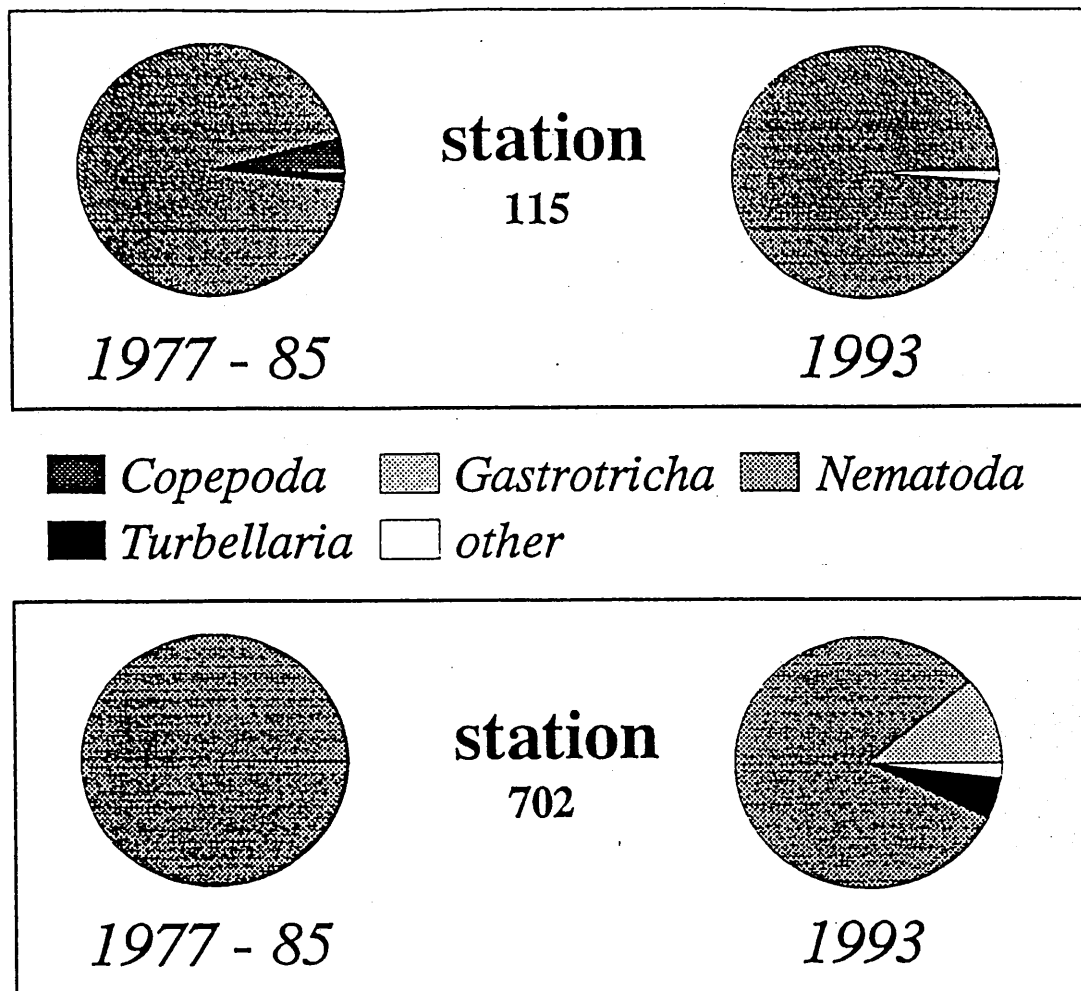 station
115
1977 - 85
1993
Copepoda Gastrotricha Nematoda
Turbellaria other
station
702
1977 - 85
1993